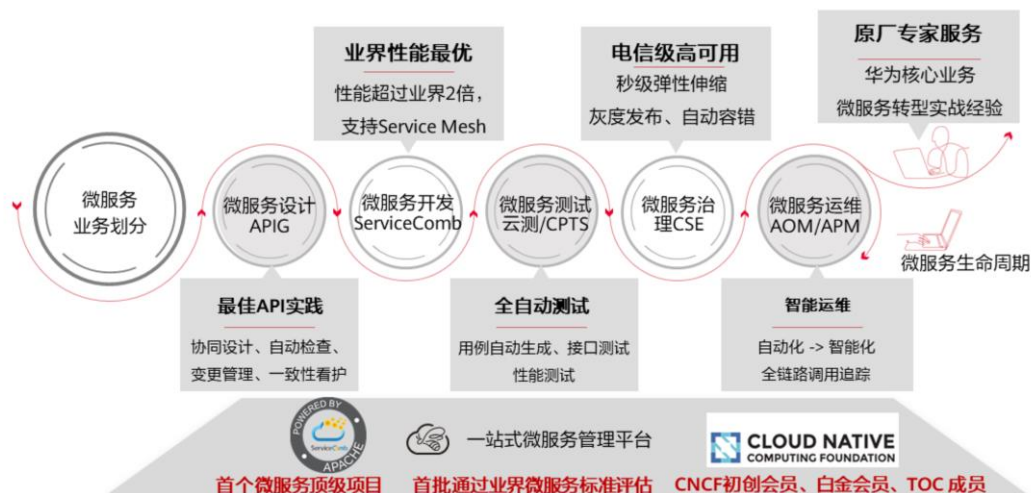 原厂专家服务
华为核心业务
微服务转型实战经验
业界性能最优
性能超过业界2倍，
支持Service Mesh
电信级高可用
秒级弹性伸缩
灰度发布、自动容错
微服务
业务划分
微服务设计
APIG
微服务开发
ServiceComb
微服务测试
云测/CPTS
微服务治
理CSE
微服务运维
AOM/APM
微服务生命周期
最佳API实践
协同设计、自动检查、
变更管理、一致性看护
全自动测试
用例自动生成、接口测试
性能测试
智能运维
自动化 -> 智能化
全链路调用追踪
POWERED BY
ServiceComb
APACHE
一站式微服务管理平台
CLOUD NATIVE
COMPUTING FOUNDATION
首个微服务顶级项目
首批通过业界微服务标准评估
CNCF初创会员、白金会员、TOC 成员